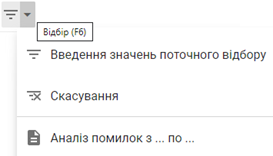 Відбір (F6)
Введення значень поточного відбору
Скасування
Аналіз помилок з ... по ...